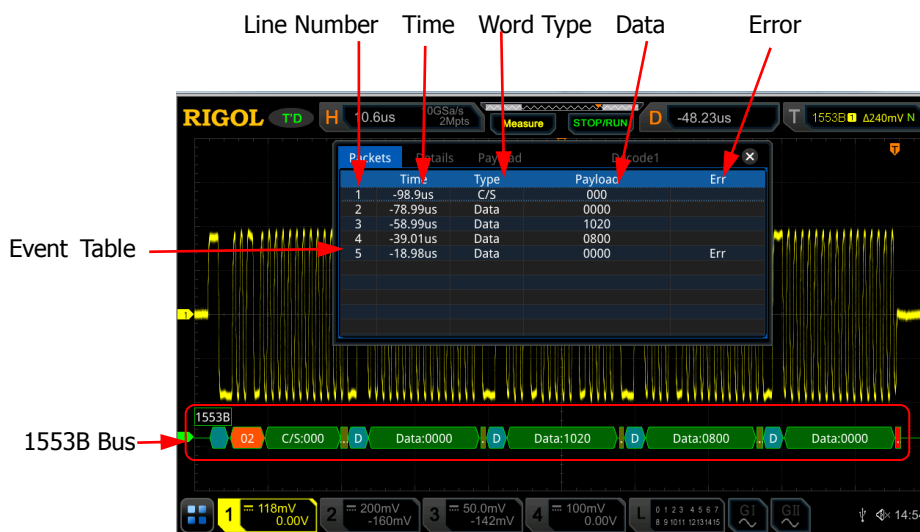 Line Number Time Word Type Data Error
RIGOL T'D H 10.6us 0GSa/s 2Mpts Measure STOP/RUN D -48.23us T 1553B 1 Δ240mV N
Packets Details Payload Decode1
Time Type Payload Err
1 -98.9us C/S 000
2 -78.99us Data 0000
3 -58.99us Data 1020
4 -39.01us Data 0800
5 -18.98us Data 0000 Err
Event Table
T
1
1553B
1553B Bus
02 C/S:000 .. D Data:0000 . D Data:1020 . D Data:0800 .. D Data:0000 .
1 118mV 0.00V 2 200mV -160mV 3 50.0mV -142mV 4 100mV 0.00V L 0 1 2 3 4 5 6 7 8 9 10 11 12 13 14 15 GI GII 14:5